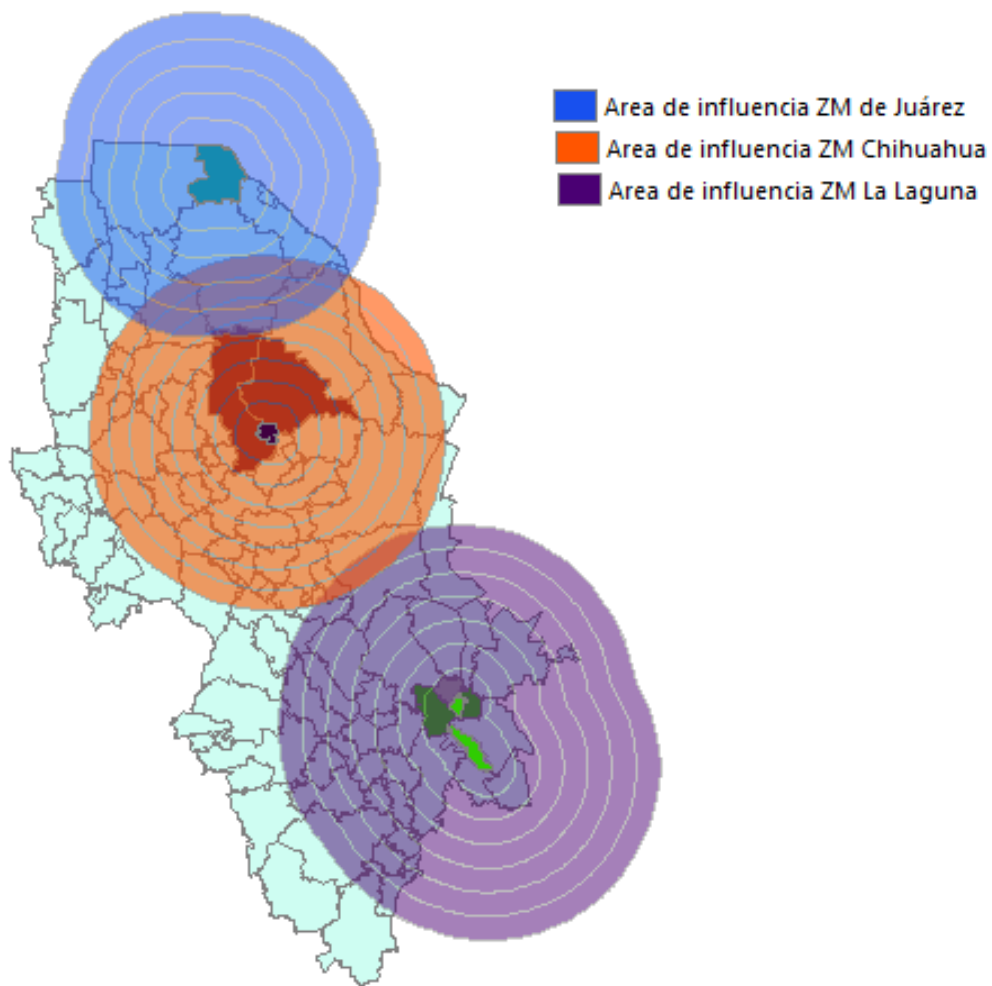 Area de influencia ZM de Juárez
Area de influencia ZM Chihuahua
Area de influencia ZM La Laguna